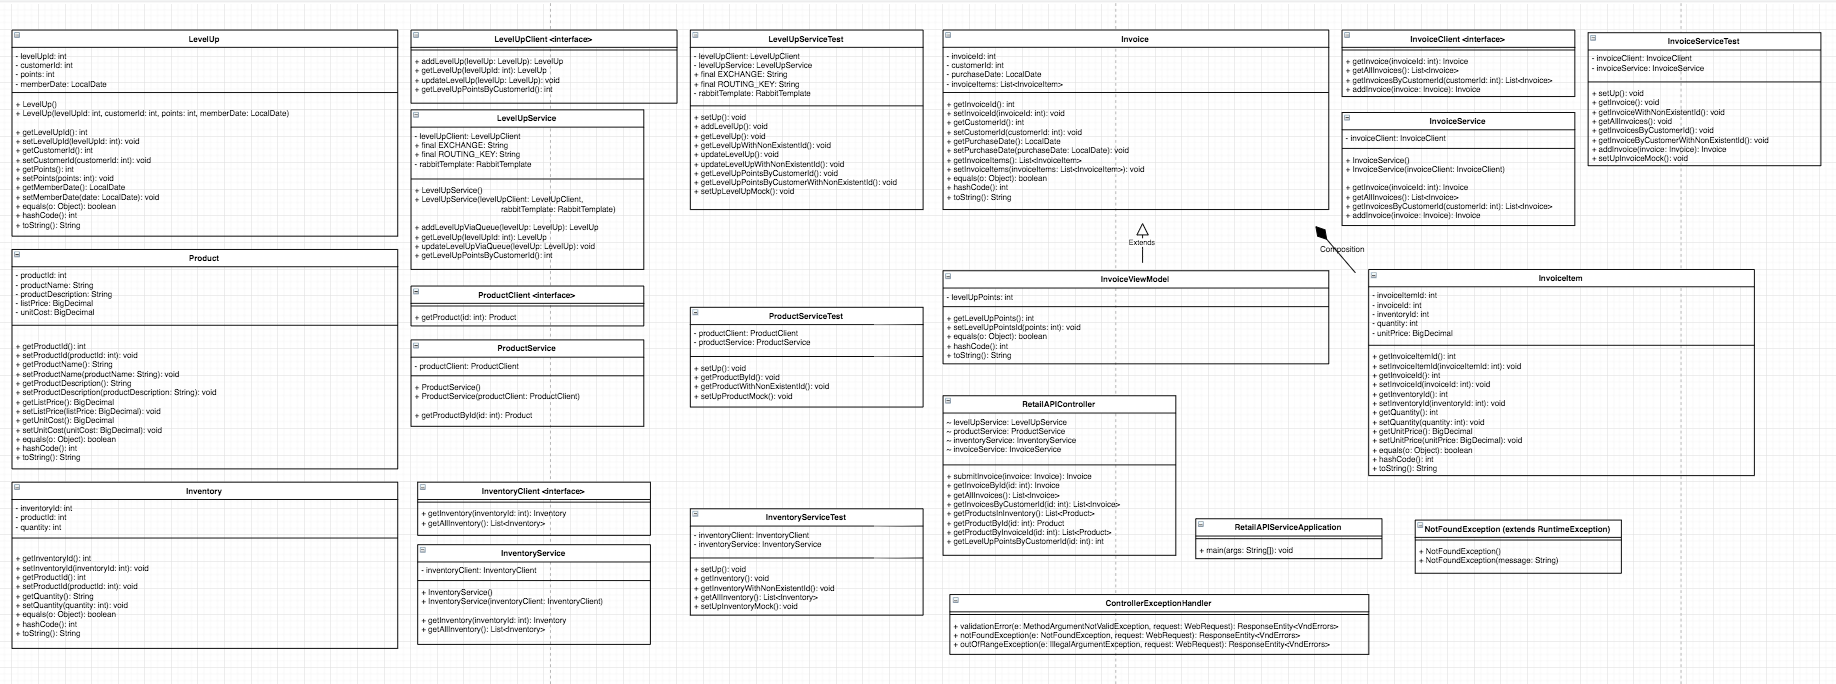 LevelUp
- levelUpId: int
- customerId: int
- points: int
- memberDate: LocalDate
+ LevelUp()
+ LevelUp(levelUpId: int, customerId: int, points: int, memberDate: LocalDate)
+ getLevelUpId(): int
+ setLevelUpId(levelUpId: int): void
+ getCustomerId(): int
+ setCustomerId(customerId: int): void
+ getPoints(): int
+ setPoints(points: int): void
+ getMemberDate(): LocalDate
+ setMemberDate(date: LocalDate): void
+ equals(o: Object): boolean
+ hashCode(): int
+ toString(): String
Product
- productId: int
- productName: String
- productDescription: String
- listPrice: BigDecimal
- unitCost: BigDecimal
+ getProductId(): int
+ setProductId(productId: int): void
+ getProductName(): String
+ setProductName(productName: String): void
+ getProductDescription(): String
+ setProductDescription(productDescription: String): void
+ getListPrice(): BigDecimal
+ setListPrice(listPrice: BigDecimal): void
+ getUnitCost(): BigDecimal
+ setUnitCost(unitCost: BigDecimal): void
+ equals(o: Object): boolean
+ hashCode(): int
+ toString(): String
Inventory
- inventoryId: int
- productId: int
- quantity: int
+ getInventoryId(): int
+ setInventoryId(inventoryId: int): void
+ getProductId(): int
+ setProductId(productId: int): void
+ getQuantity(): String
+ setQuantity(quantity: int): void
+ equals(o: Object): boolean
+ hashCode(): int
+ toString(): String
LevelUpClient <interface>
+ addLevelUp(levelUp: LevelUp): LevelUp
+ getLevelUp(levelUpId: int): LevelUp
+ updateLevelUp(levelUp: LevelUp): void
+ getLevelUpPointsByCustomerId(): int
LevelUpService
- levelUpClient: LevelUpClient
+ final EXCHANGE: String
+ final ROUTING_KEY: String
- rabbitTemplate: RabbitTemplate
+ LevelUpService()
+ LevelUpService(levelUpClient: LevelUpClient,
rabbitTemplate: RabbitTemplate)
+ addLevelUpViaQueue(levelUp: LevelUp): LevelUp
+ getLevelUp(levelUpId: int): LevelUp
+ updateLevelUpViaQueue(levelUp: LevelUp): void
+ getLevelUpPointsByCustomerId(): int
ProductClient <interface>
+ getProduct(id: int): Product
ProductService
- productClient: ProductClient
+ ProductService()
+ ProductService(productClient: ProductClient)
+ getProductById(id: int): Product
InventoryClient <interface>
+ getInventory(inventoryId: int): Inventory
+ getAllInventory(): List<Inventory>
InventoryService
- inventoryClient: InventoryClient
+ InventoryService()
+ InventoryService(inventoryClient: InventoryClient)
+ getInventory(inventoryId: int): Inventory
+ getAllInventory(): List<Inventory>
LevelUpServiceTest
- levelUpClient: LevelUpClient
- levelUpService: LevelUpService
+ final EXCHANGE: String
+ final ROUTING_KEY: String
- rabbitTemplate: RabbitTemplate
+ setUp(): void
+ addLevelUp(): void
+ getLevelUp(): void
+ getLevelUpWithNonExistentId(): void
+ updateLevelUp(): void
+ updateLevelUpWithNonExistentId(): void
+ getLevelUpPointsByCustomerId(): void
+ getLevelUpPointsByCustomerWithNonExistentId(): void
+ setUpLevelUpMock(): void
ProductServiceTest
- productClient: ProductClient
- productService: ProductService
+ setUp(): void
+ getProductById(): void
+ getProductWithNonExistentId(): void
+ setUpProductMock(): void
InventoryServiceTest
- inventoryClient: InventoryClient
- inventoryService: InventoryService
+ setUp(): void
+ getInventory(): void
+ getInventoryWithNonExistentId(): void
+ getAllInventory(): List<Inventory>
+ setUpInventoryMock(): void
Invoice
- invoiceId: int
- customerId: int
- purchaseDate: LocalDate
- invoiceItems: List<InvoiceItem>
+ getInvoiceId(): int
+ setInvoiceId(invoiceId: int): void
+ getCustomerId(): int
+ setCustomerId(customerId: int): void
+ getPurchaseDate(): LocalDate
+ setPurchaseDate(purchaseDate: LocalDate): void
+ getInvoiceItems(): List<InvoiceItem>
+ setInvoiceItems(invoiceItems: List<InvoiceItem>): void
+ equals(o: Object): boolean
+ hashCode(): int
+ toString(): String
Extends
Composition
InvoiceViewModel
- levelUpPoints: int
+ getLevelUpPoints(): int
+ setLevelUpPointsId(points: int): void
+ equals(o: Object): boolean
+ hashCode(): int
+ toString(): String
RetailAPIController
~ levelUpService: LevelUpService
~ productService: ProductService
~ inventoryService: InventoryService
~ invoiceService: InvoiceService
+ submitInvoice(invoice: Invoice): Invoice
+ getInvoiceById(id: int): Invoice
+ getAllInvoices(): List<Invoice>
+ getInvoicesByCustomerId(id: int): List<Invoice>
+ getProductsInInventory(): List<Product>
+ getProductById(id: int): Product
+ getProductByInvoiceId(id: int): List<Product>
+ getLevelUpPointsByCustomerId(id: int): int
ControllerExceptionHandler
+ validationError(e: MethodArgumentNotValidException, request: WebRequest): ResponseEntity<VndErrors>
+ notFoundException(e: NotFoundException, request: WebRequest): ResponseEntity<VndErrors>
+ outOfRangeException(e: IllegalArgumentException, request: WebRequest): ResponseEntity<VndErrors>
InvoiceClient <interface>
+ getInvoice(invoiceId: int): Invoice
+ getAllInvoices(): List<Invoice>
+ getInvoicesByCustomerId(customerId: int): List<Invoice>
+ addInvoice(invoice: Invoice): Invoice
InvoiceService
- invoiceClient: InvoiceClient
+ InvoiceService()
+ InvoiceService(invoiceClient: InvoiceClient)
+ getInvoice(invoiceId: int): Invoice
+ getAllInvoices(): List<Invoice>
+ getInvoicesByCustomerId(customerId: int): List<Invoice>
+ addInvoice(invoice: Invoice): Invoice
InvoiceServiceTest
- invoiceClient: InvoiceClient
- invoiceService: InvoiceService
+ setUp(): void
+ getInvoice(): void
+ getInvoiceWithNonExistentId(): void
+ getAllInvoices(): void
+ getInvoicesByCustomerId(): void
+ getInvoiceByCustomerWithNonExistentId(): void
+ addInvoice(invoice: Invoice): Invoice
+ setUpInvoiceMock(): void
InvoiceItem
- invoiceItemId: int
- invoiceId: int
- inventoryId: int
- quantity: int
- unitPrice: BigDecimal
+ getInvoiceItemId(): int
+ setInvoiceItemId(invoiceItemId: int): void
+ getInvoiceId(): int
+ setInvoiceId(invoiceId: int): void
+ getInventoryId(): int
+ setInventoryId(inventoryId: int): void
+ getQuantity(): int
+ setQuantity(quantity: int): void
+ getUnitPrice(): BigDecimal
+ setUnitPrice(unitPrice: BigDecimal): void
+ equals(o: Object): boolean
+ hashCode(): int
+ toString(): String
RetailAPIServiceApplication
+ main(args: String[]): void
NotFoundException (extends RuntimeException)
+ NotFoundException()
+ NotFoundException(message: String)